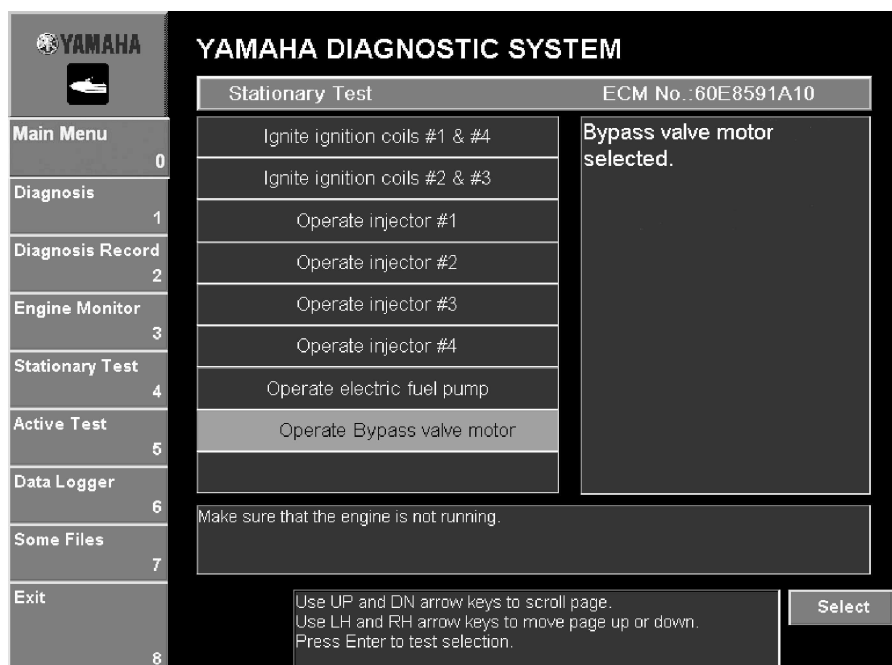 YAMAHA
YAMAHA DIAGNOSTIC SYSTEM
Stationary Test ECM No.:60E8591A10
Main Menu
0
Diagnosis
1
Diagnosis Record
2
Engine Monitor
3
Stationary Test
4
Active Test
5
Data Logger
6
Some Files
7
Exit
8
Ignite ignition coils #1 & #4
Ignite ignition coils #2 & #3
Operate injector #1
Operate injector #2
Operate injector #3
Operate injector #4
Operate electric fuel pump
Operate Bypass valve motor
Bypass valve motor
selected.
Make sure that the engine is not running.
Use UP and DN arrow keys to scroll page.
Use LH and RH arrow keys to move page up or down.
Press Enter to test selection.
Select